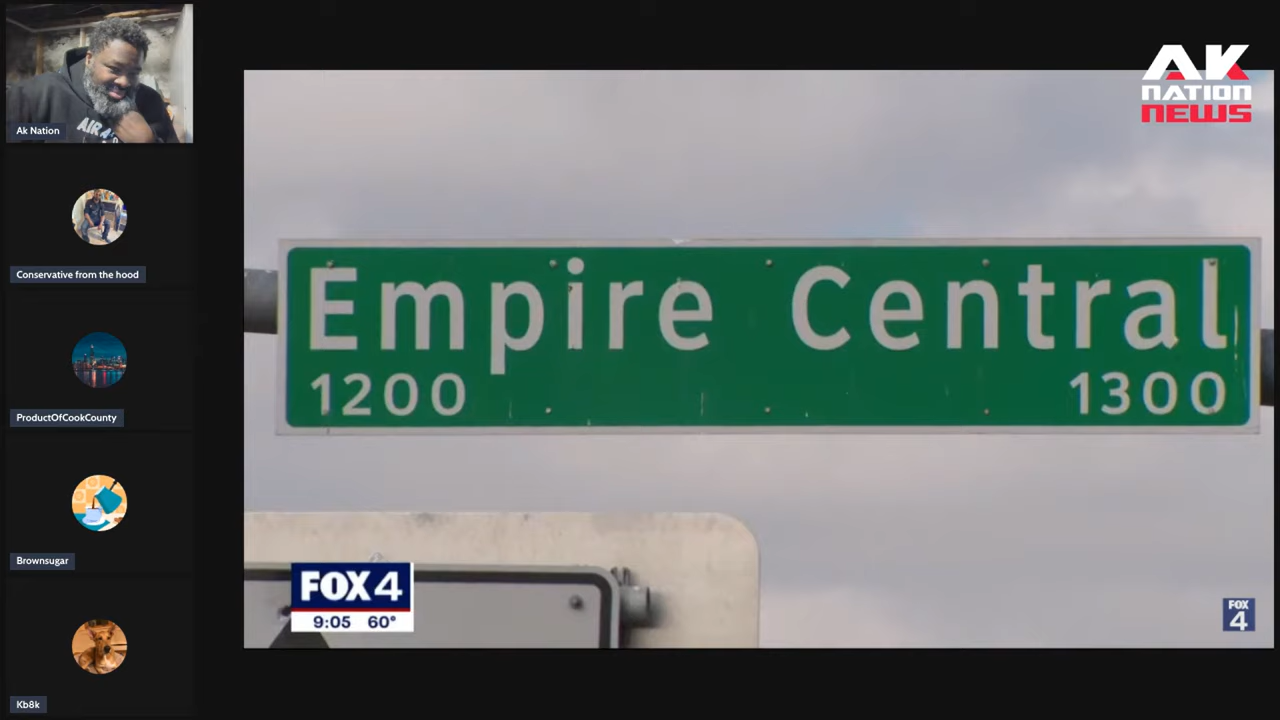 Ak Nation
Conservative from the hood
ProductOfCookCounty
Brownsugar
Kb8k
AK
NATION
NEWS
Empire Central
1200 1300
FOX 4
9:05 60°
FOX
4